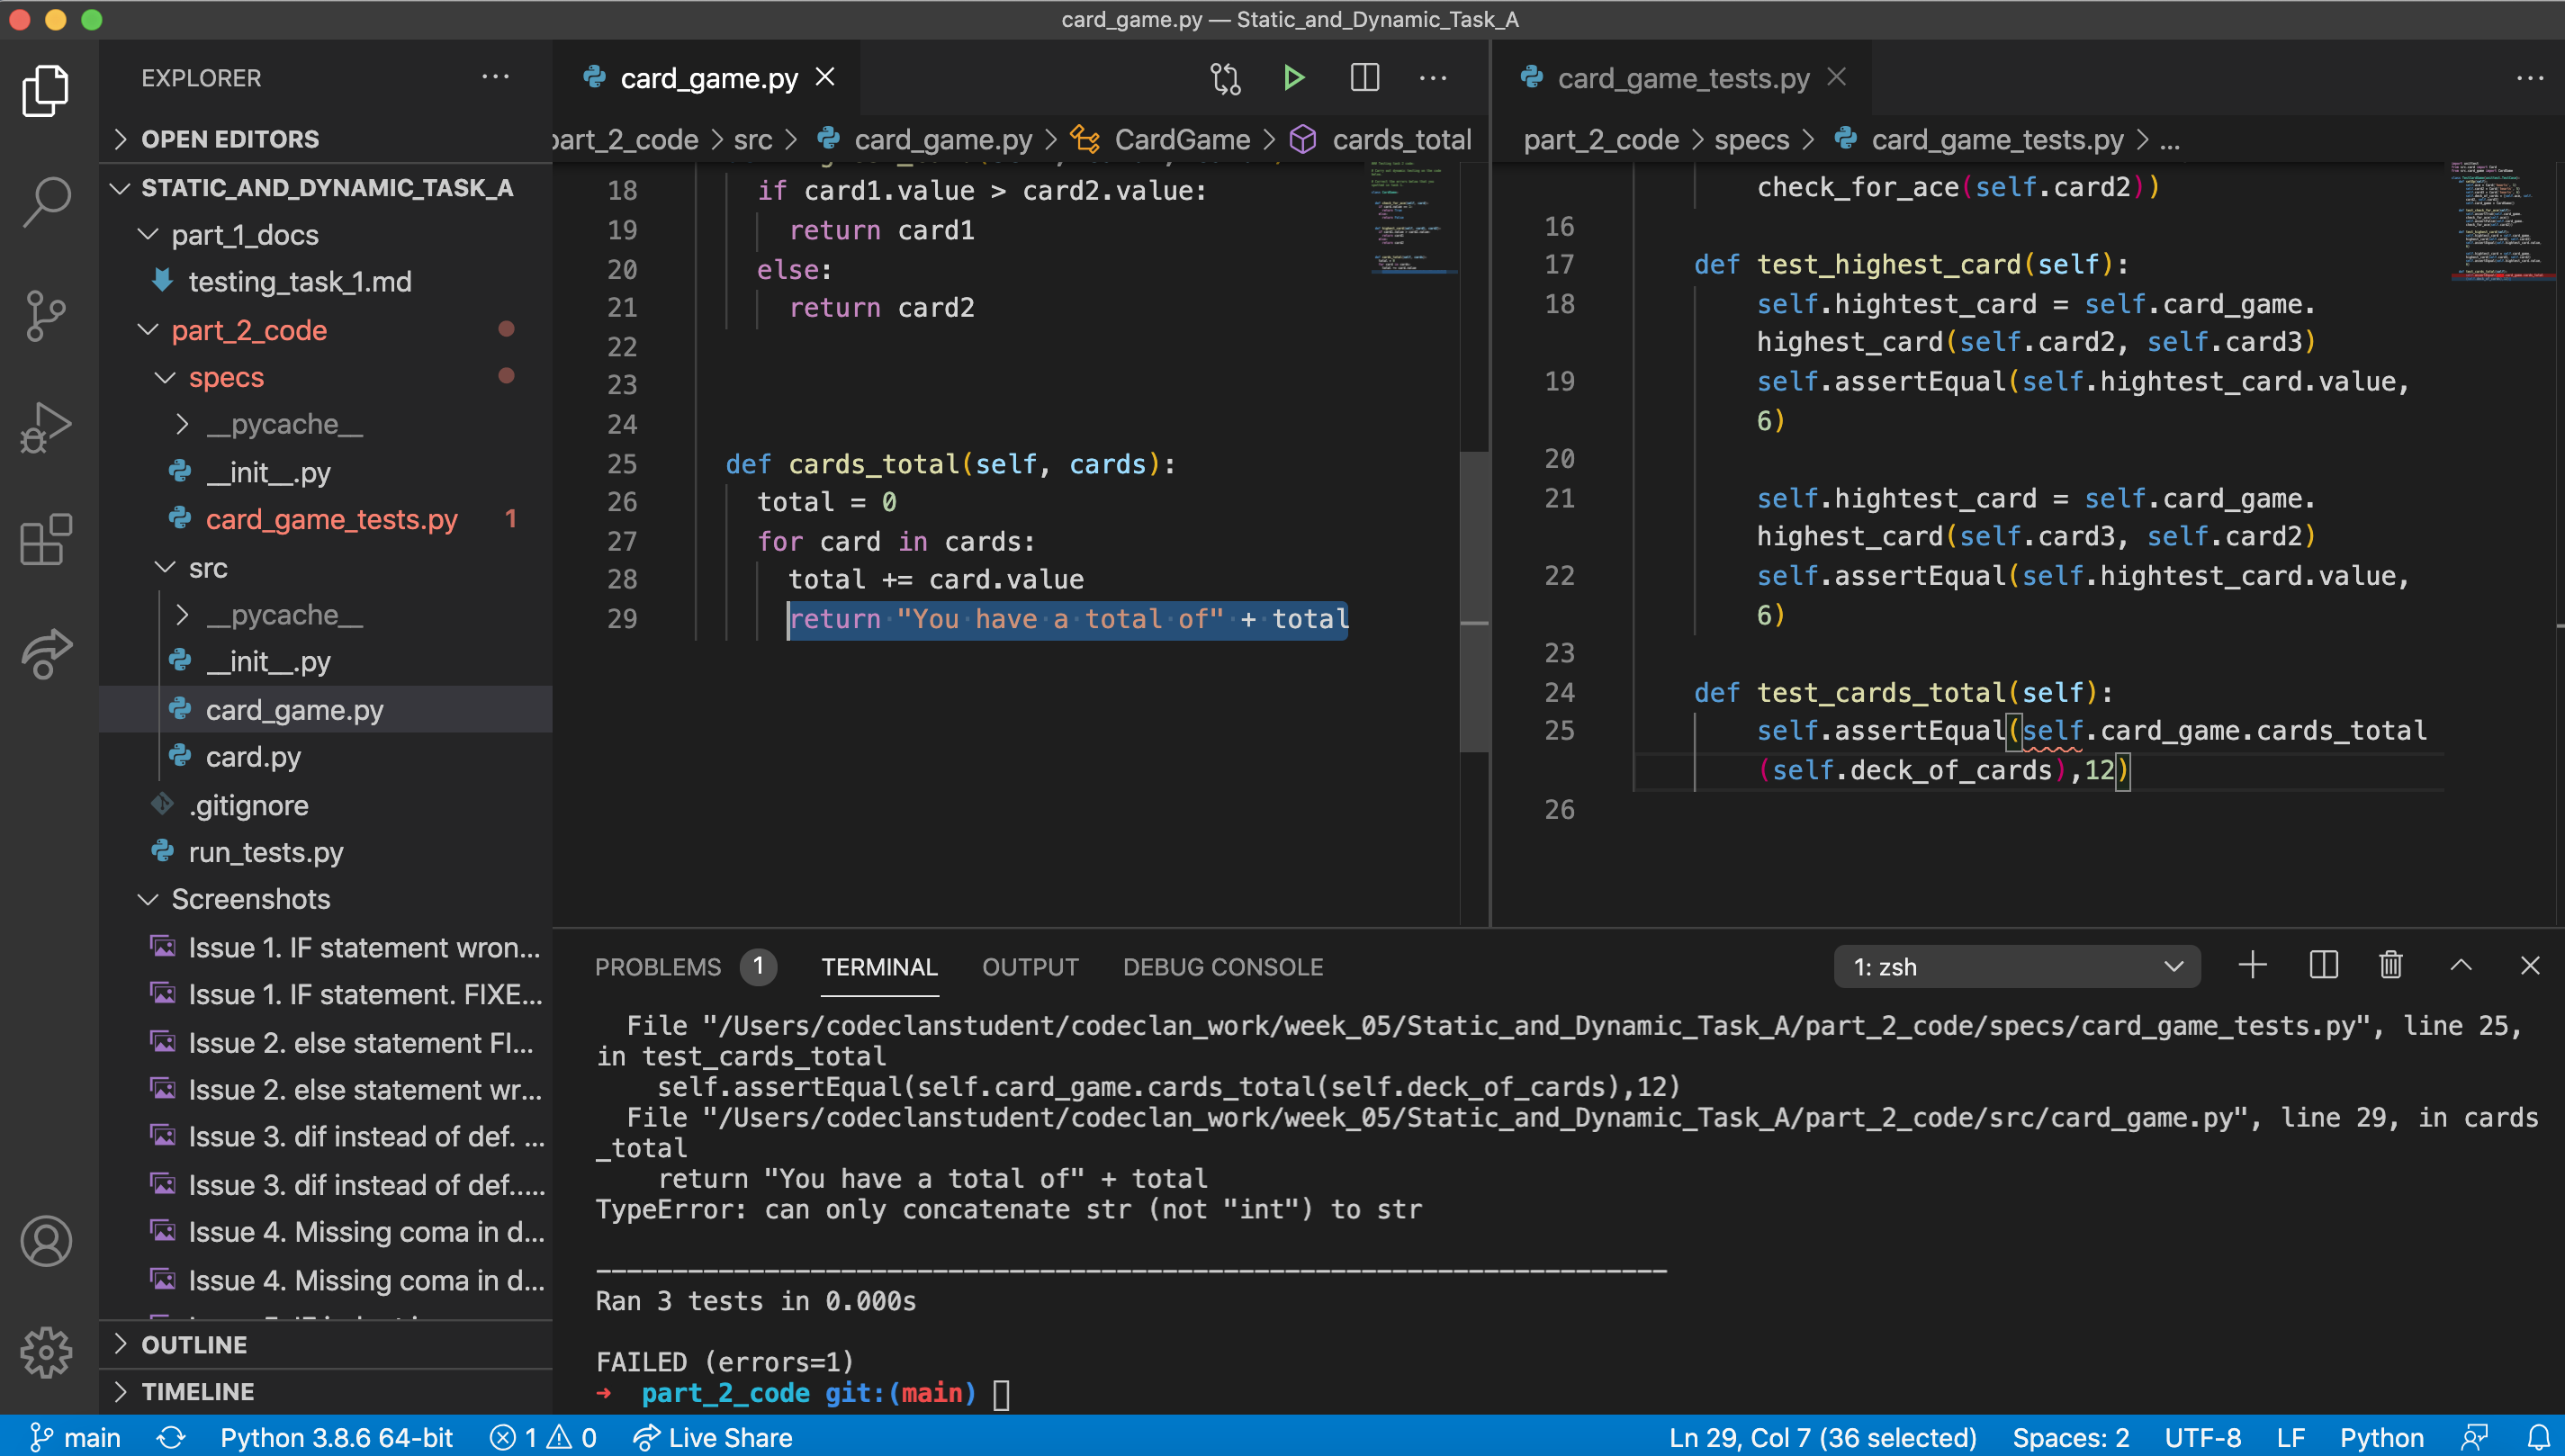 card_game.py — Static_and_Dynamic_Task_A
EXPLORER
OPEN EDITORS
STATIC_AND_DYNAMIC_TASK_A
part_1_docs
testing_task_1.md
part_2_code
specs
__pycache__
__init__.py
card_game_tests.py 1
src
__pycache__
__init__.py
card_game.py
card.py
.gitignore
run_tests.py
Screenshots
Issue 1. IF statement wron...
Issue 1. IF statement. FIXE...
Issue 2. else statement FI...
Issue 2. else statement wr...
Issue 3. dif instead of def. ...
Issue 3. dif instead of def.....
Issue 4. Missing coma in d...
Issue 4. Missing coma in d...
OUTLINE
TIMELINE
card_game.py
part_2_code > src > card_game.py > CardGame > cards_total
18 if card1.value > card2.value:
19 return card1
20 else:
21 return card2
22
23
24
25 def cards_total(self, cards):
26 total = 0
27 for card in cards:
28 total += card.value
29 return "You have a total of" + total
card_game_tests.py
part_2_code > specs > card_game_tests.py > ...
check_for_ace(self.card2))
16
17 def test_highest_card(self):
18 self.hightest_card = self.card_game.
highest_card(self.card2, self.card3)
19 self.assertEqual(self.hightest_card.value,
6)
20
21 self.hightest_card = self.card_game.
highest_card(self.card3, self.card2)
22 self.assertEqual(self.hightest_card.value,
6)
23
24 def test_cards_total(self):
25 self.assertEqual(self.card_game.cards_total
(self.deck_of_cards),12)
26
PROBLEMS 1 TERMINAL OUTPUT DEBUG CONSOLE 1: zsh
File "/Users/codeclanstudent/codeclan_work/week_05/Static_and_Dynamic_Task_A/part_2_code/specs/card_game_tests.py", line 25,
in test_cards_total
self.assertEqual(self.card_game.cards_total(self.deck_of_cards),12)
File "/Users/codeclanstudent/codeclan_work/week_05/Static_and_Dynamic_Task_A/part_2_code/src/card_game.py", line 29, in cards
_total
return "You have a total of" + total
TypeError: can only concatenate str (not "int") to str
----------------------------------------------------------------------
Ran 3 tests in 0.000s
FAILED (errors=1)
➜ part_2_code git:(main)
main Python 3.8.6 64-bit 1 0 Live Share Ln 29, Col 7 (36 selected) Spaces: 2 UTF-8 LF Python